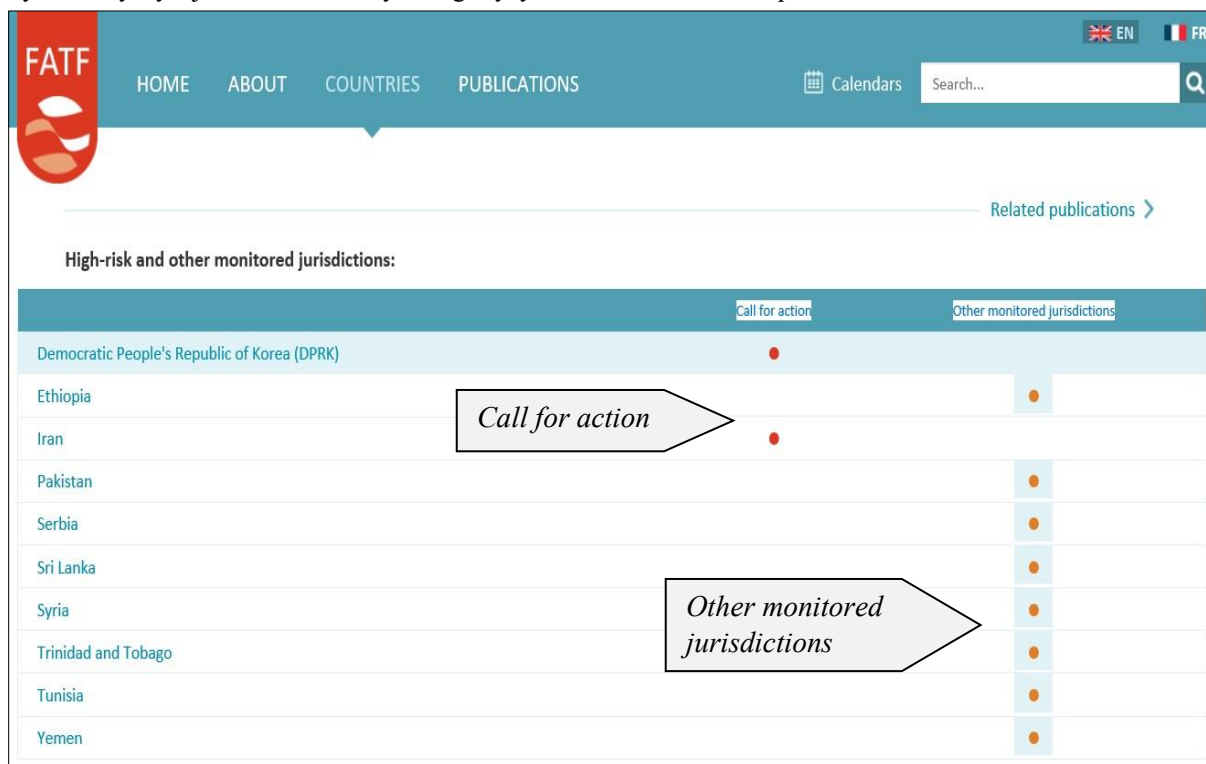 EN FR
FATF
HOME ABOUT COUNTRIES PUBLICATIONS Calendars Search...
Related publications
High-risk and other monitored jurisdictions:
Call for action Other monitored jurisdictions
Democratic People's Republic of Korea (DPRK)
Ethiopia
Call for action
Iran
Pakistan
Serbia
Sri Lanka
Syria
Other monitored
jurisdictions
Trinidad and Tobago
Tunisia
Yemen